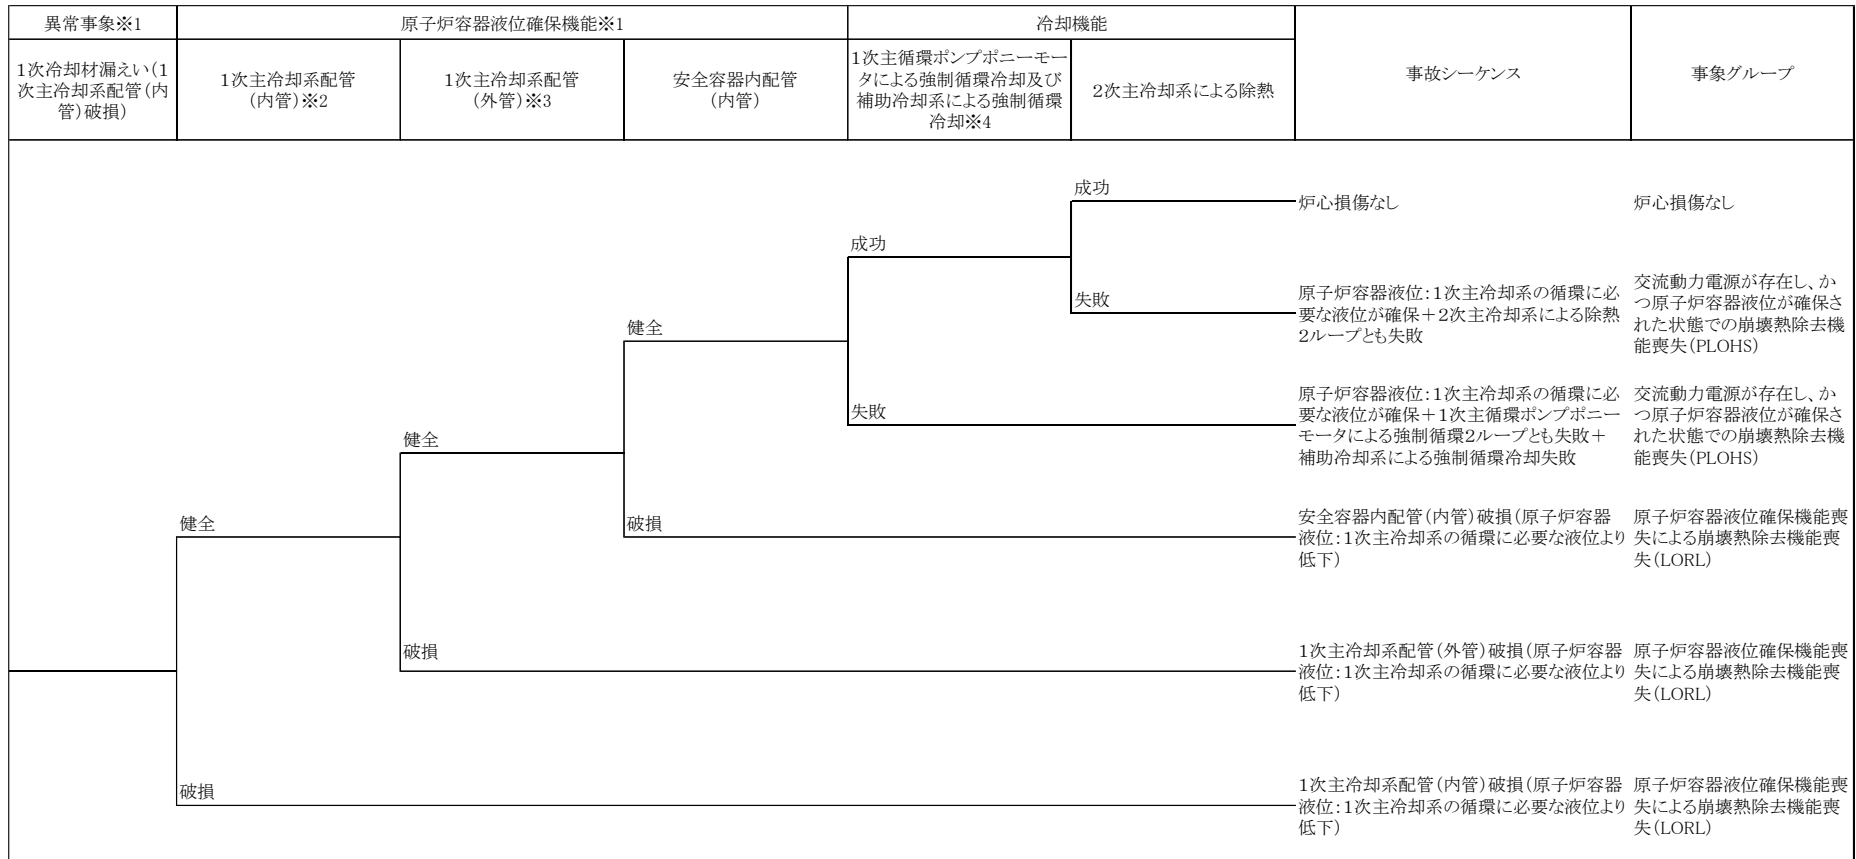 異常事象※1
原子炉容器液位確保機能※1
冷却機能
1次冷却材漏えい(1
次主冷却系配管(内
管)破損)
1次主冷却系配管
(内管)※2
1次主冷却系配管
(外管)※3
安全容器内配管
(内管)
1次主循環ポンプポニーモー
タによる強制循環冷却及び
補助冷却系による強制循環
冷却※4
2次主冷却系による除熱
事故シーケンス
事象グループ
成功
炉心損傷なし
炉心損傷なし
成功
失敗
原子炉容器液位:1次主冷却系の循環に必
要な液位が確保+2次主冷却系による除熱
2ループとも失敗
交流動力電源が存在し、か
つ原子炉容器液位が確保さ
れた状態での崩壊熱除去機
能喪失(PLOHS)
健全
失敗
原子炉容器液位:1次主冷却系の循環に必
要な液位が確保+1次主循環ポンプポニー
モータによる強制循環2ループとも失敗+
補助冷却系による強制循環冷却失敗
交流動力電源が存在し、か
つ原子炉容器液位が確保さ
れた状態での崩壊熱除去機
能喪失(PLOHS)
健全
健全
破損
安全容器内配管(内管)破損(原子炉容器
液位:1次主冷却系の循環に必要な液位より
低下)
原子炉容器液位確保機能喪
失による崩壊熱除去機能喪
失(LORL)
破損
1次主冷却系配管(外管)破損(原子炉容器
液位:1次主冷却系の循環に必要な液位より
低下)
原子炉容器液位確保機能喪
失による崩壊熱除去機能喪
失(LORL)
破損
1次主冷却系配管(内管)破損(原子炉容器
液位:1次主冷却系の循環に必要な液位より
低下)
原子炉容器液位確保機能喪
失による崩壊熱除去機能喪
失(LORL)